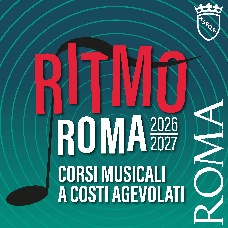 RITMO
ROMA 2026
2027
CORSI MUSICALI
A COSTI AGEVOLATI
ROMA